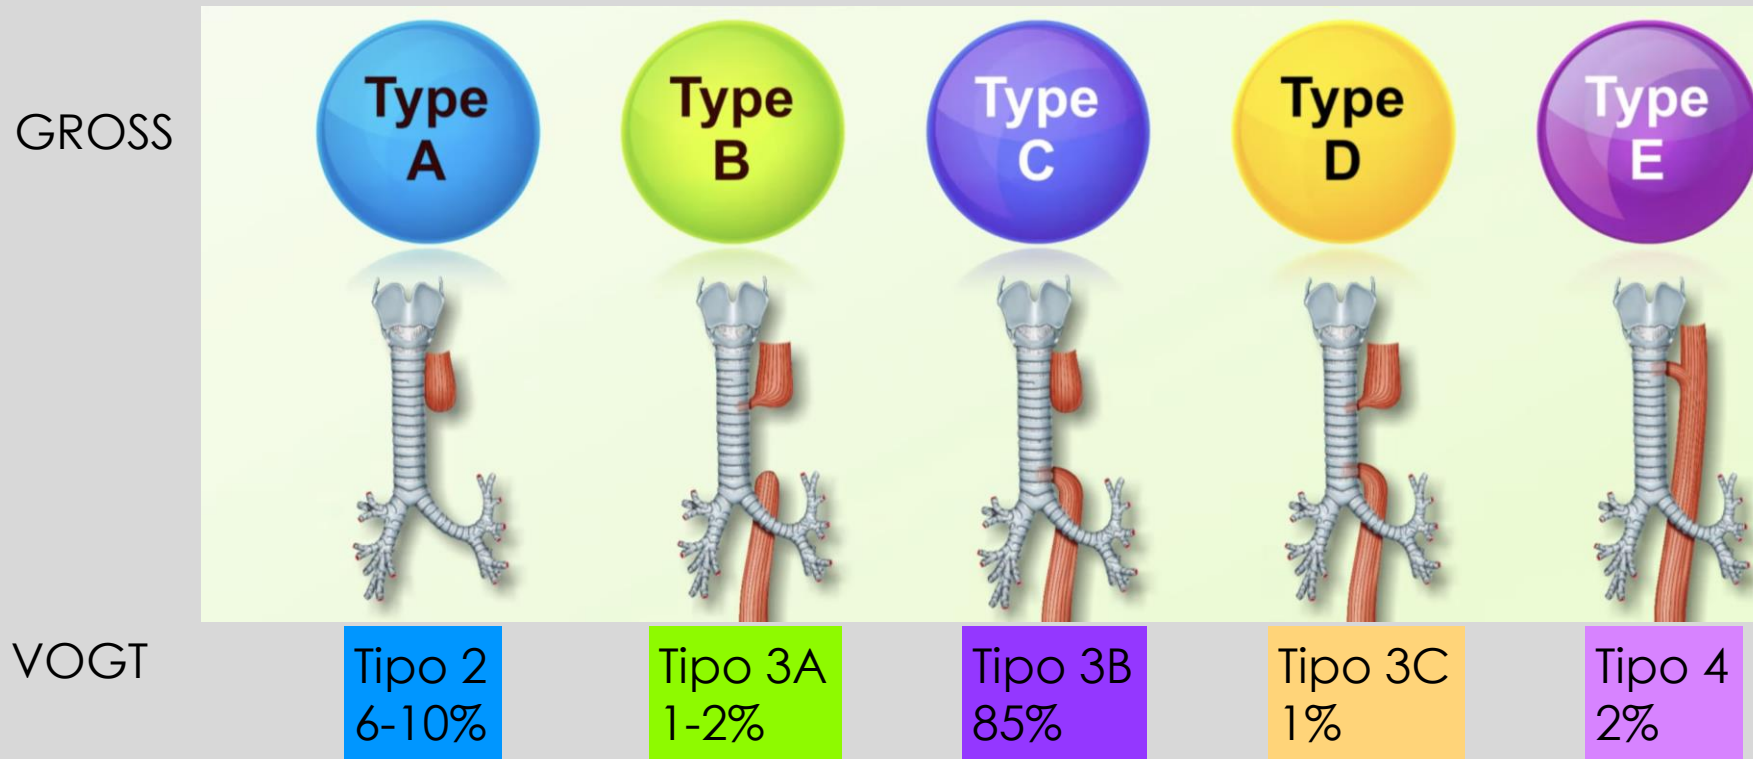 GROSS
Type
A
Type
B
Type
C
Type
D
Type
E
VOGT
Tipo 2
6-10%
Tipo 3A
1-2%
Tipo 3B
85%
Tipo 3C
1%
Tipo 4
2%